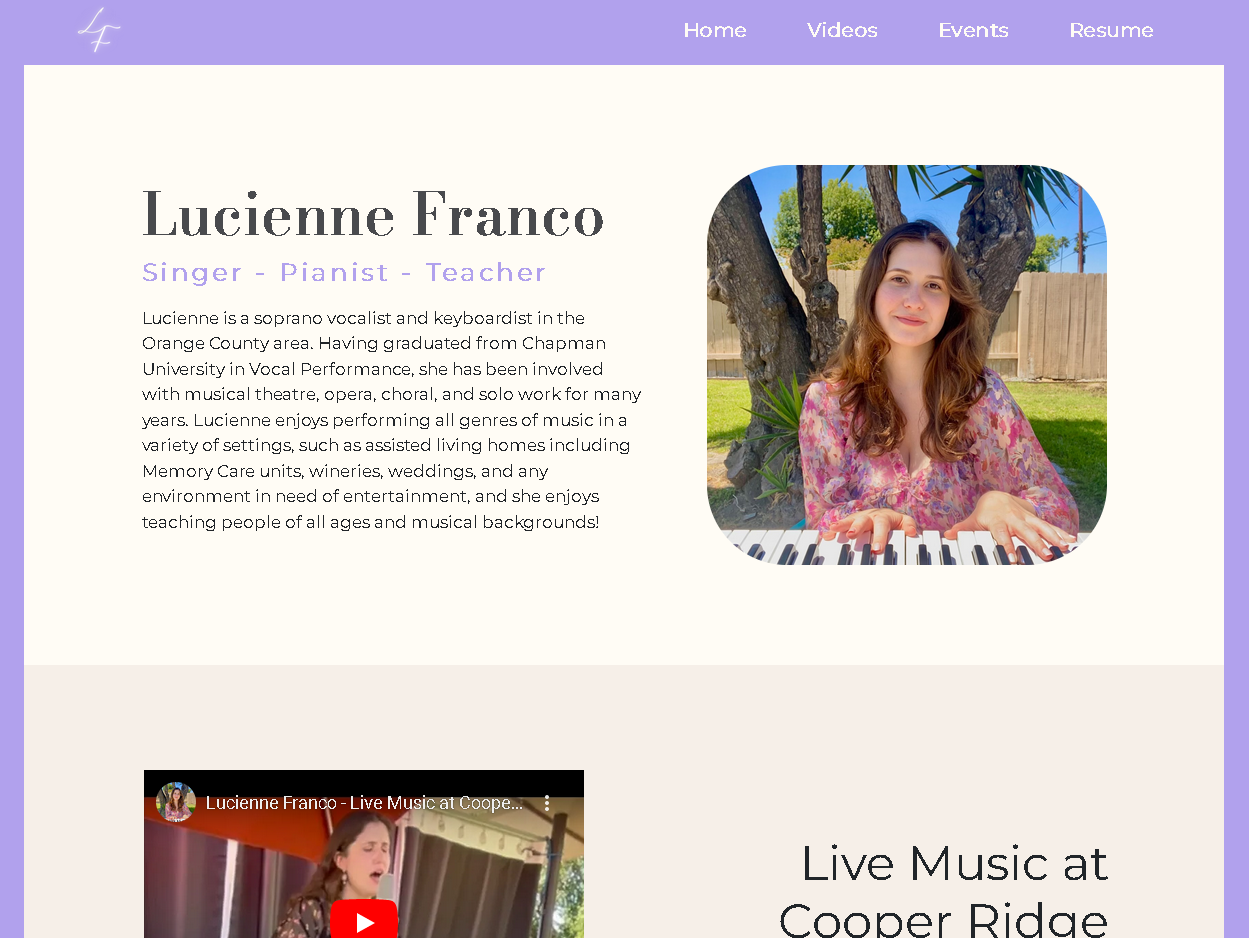 LF
Home Videos Events Resume
Lucienne Franco
Singer - Pianist - Teacher
Lucienne is a soprano vocalist and keyboardist in the
Orange County area. Having graduated from Chapman
University in Vocal Performance, she has been involved
with musical theatre, opera, choral, and solo work for many
years. Lucienne enjoys performing all genres of music in a
variety of settings, such as assisted living homes including
Memory Care units, wineries, weddings, and any
environment in need of entertainment, and she enjoys
teaching people of all ages and musical backgrounds!
Lucienne Franco - Live Music at Coope...
Live Music at
Cooper Ridge